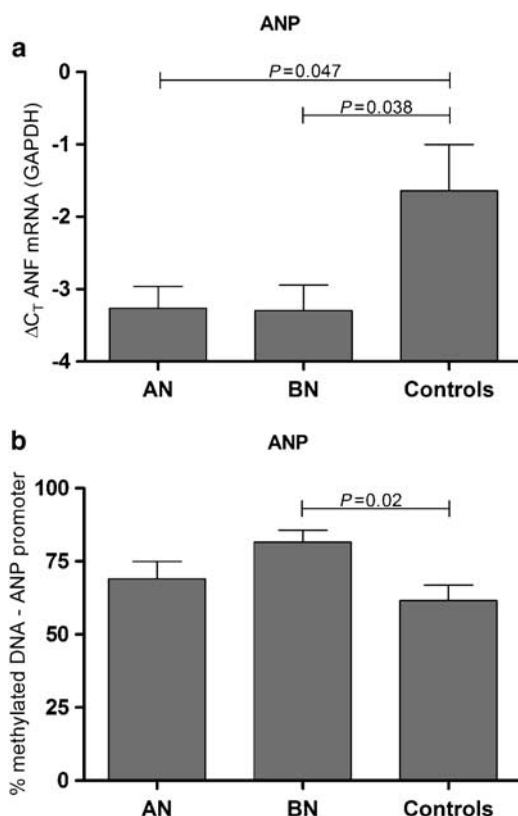 a
ANP
P=0.047
P=0.038
0
-1
-2
-3
-4
ΔC_T ANF mRNA (GAPDH)
AN BN Controls
b
ANP
P=0.02
100
75
50
25
0
% methylated DNA - ANP promoter
AN BN Controls